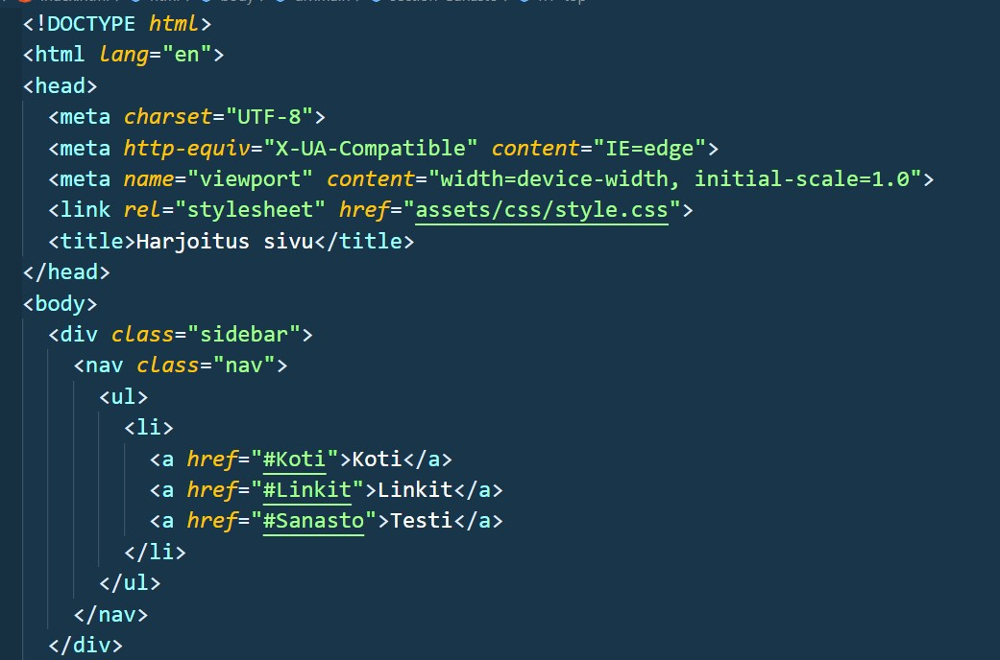 <!DOCTYPE html>
<html lang="en">
<head>
<meta charset="UTF-8">
<meta http-equiv="X-UA-Compatible" content="IE=edge">
<meta name="viewport" content="width=device-width, initial-scale=1.0">
<link rel="stylesheet" href="assets/css/style.css">
<title>Harjoitus sivu</title>
</head>
<body>
<div class="sidebar">
<nav class="nav">
<ul>
<li>
<a href="#Koti">Koti</a>
<a href="#Linkit">Linkit</a>
<a href="#Sanasto">Testi</a>
</li>
</ul>
</nav>
</div>